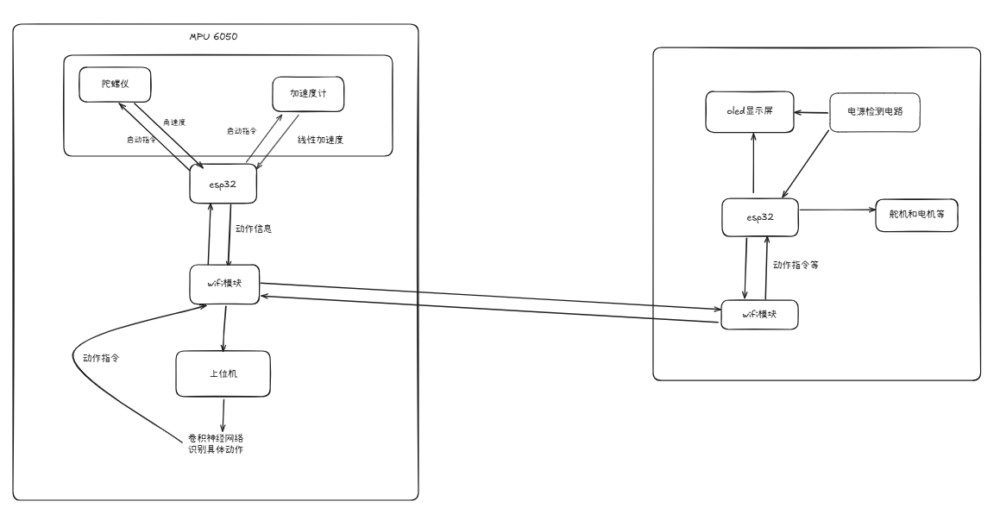 MPU 6050
陀螺仪
加速度计
角速度
启动指令
启动指令
线性加速度
esp32
动作信息
wifi模块
动作指令
上位机
卷积神经网络
识别具体动作
oled显示屏
电源检测电路
esp32
舵机和电机等
动作指令等
wifi模块